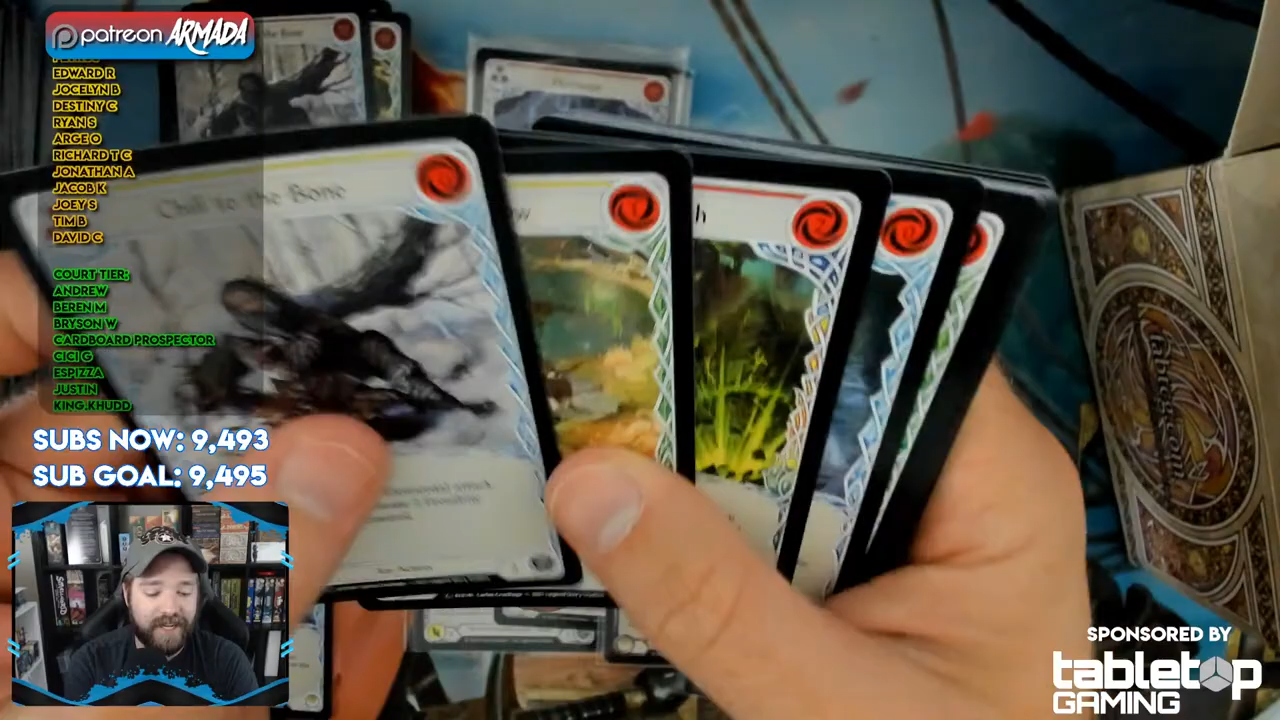 patreon ARMADA
EDWARD R
JOCELYN B
DESTINY C
RYAN S
ARGE O
RICHARD T C
JONATHAN A
JACOB K
JOEY S
TIM B
DAVID C
COURT TIER:
ANDREW
BEREN M
BRYSON W
CARDBOARD PROSPECTOR
CICI G
ESPIZZA
JUSTIN
KING.KHUDD
SUBS NOW: 9,493
SUB GOAL: 9,495
Chill to the Bone
w
h
the Bone
SPONSORED BY
tabletop
GAMING